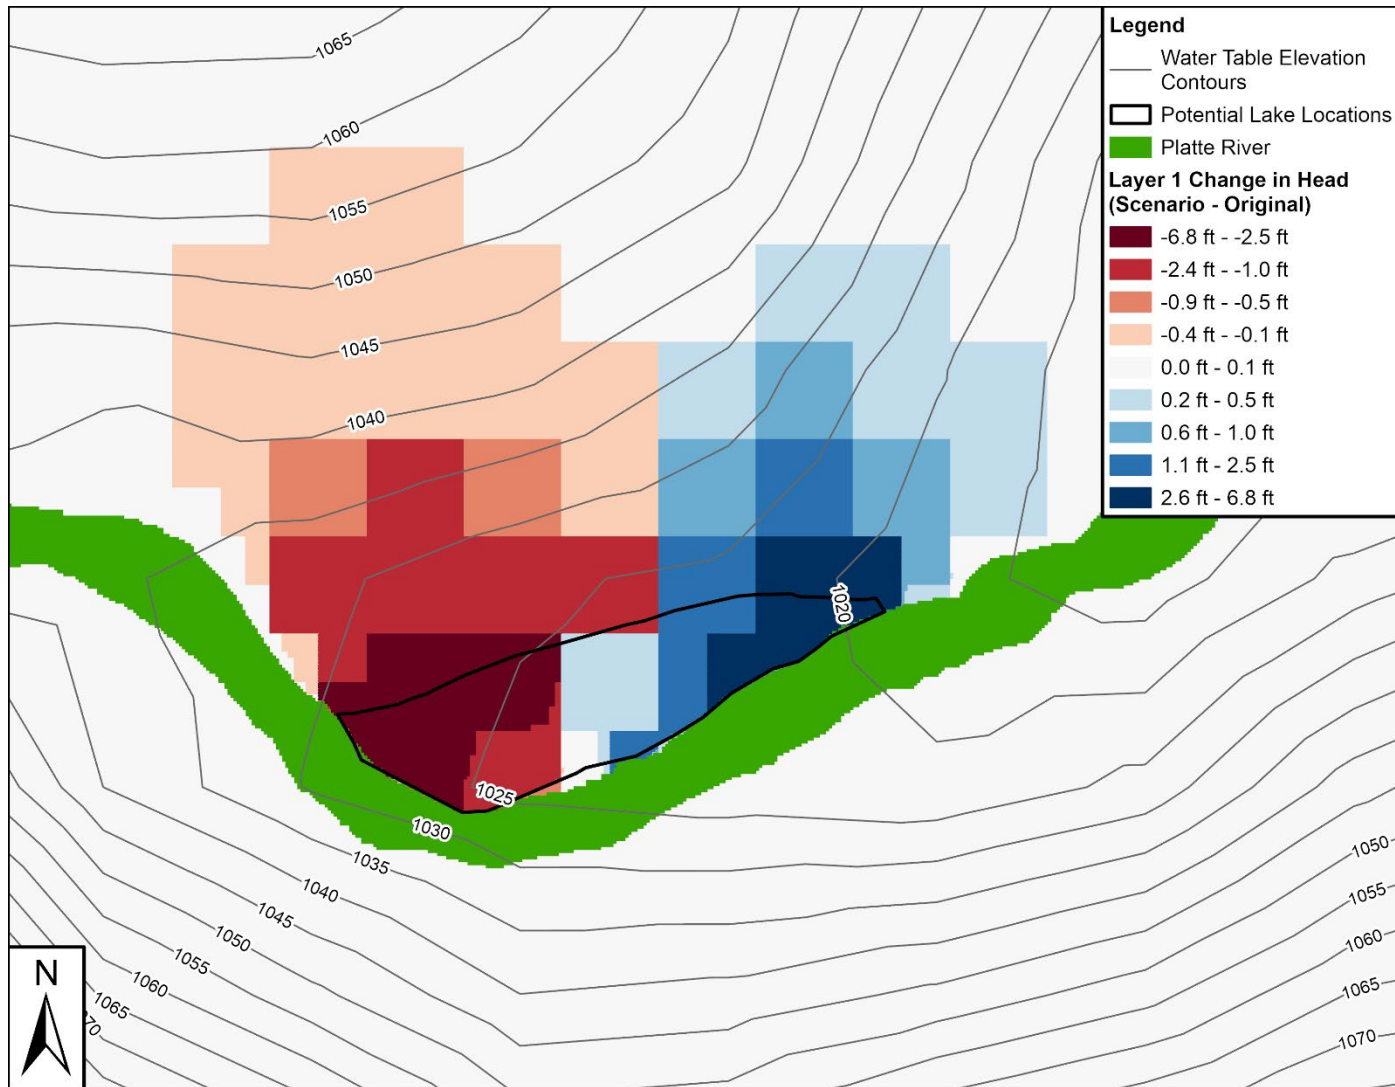 Legend
Water Table Elevation
Contours
Potential Lake Locations
Platte River
Layer 1 Change in Head
(Scenario - Original)
-6.8 ft - -2.5 ft
-2.4 ft - -1.0 ft
-0.9 ft - -0.5 ft
-0.4 ft - -0.1 ft
0.0 ft - 0.1 ft
0.2 ft - 0.5 ft
0.6 ft - 1.0 ft
1.1 ft - 2.5 ft
2.6 ft - 6.8 ft
1065
1060
1055
1050
1045
1040
1020
1025
1030
1035
1040
1045
1050
1055
1060
1065
70
1050
1055
1060
1065
1070
N